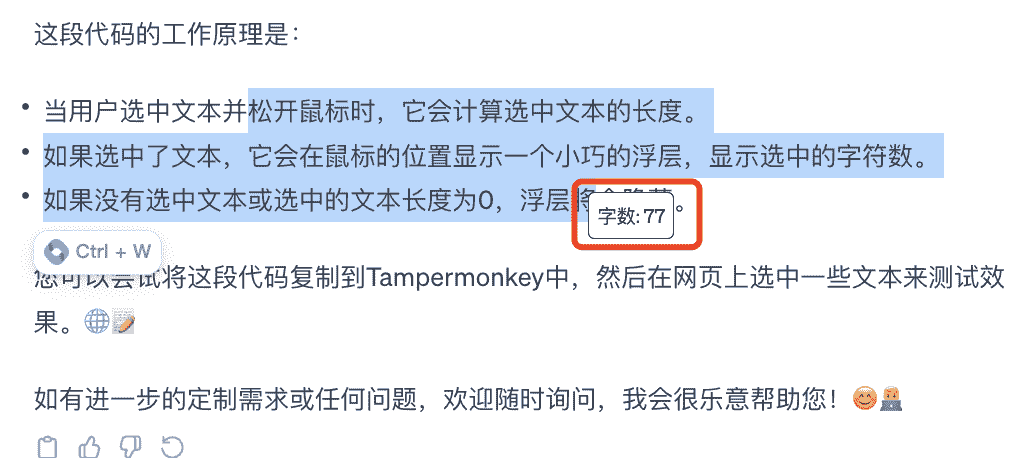 这段代码的工作原理是：
• 当用户选中文本并松开鼠标时，它会计算选中文本的长度。
• 如果选中了文本，它会在鼠标的位置显示一个小巧的浮层，显示选中的字符数。
• 如果没有选中文本或选中的文本长度为0，浮层将会隐藏。
字数: 77
Ctrl + W
您可以尝试将这段代码复制到Tampermonkey中，然后在网页上选中一些文本来测试效
果。🌐📝
如有进一步的定制需求或任何问题，欢迎随时询问，我会很乐意帮助您！😊👨‍💻